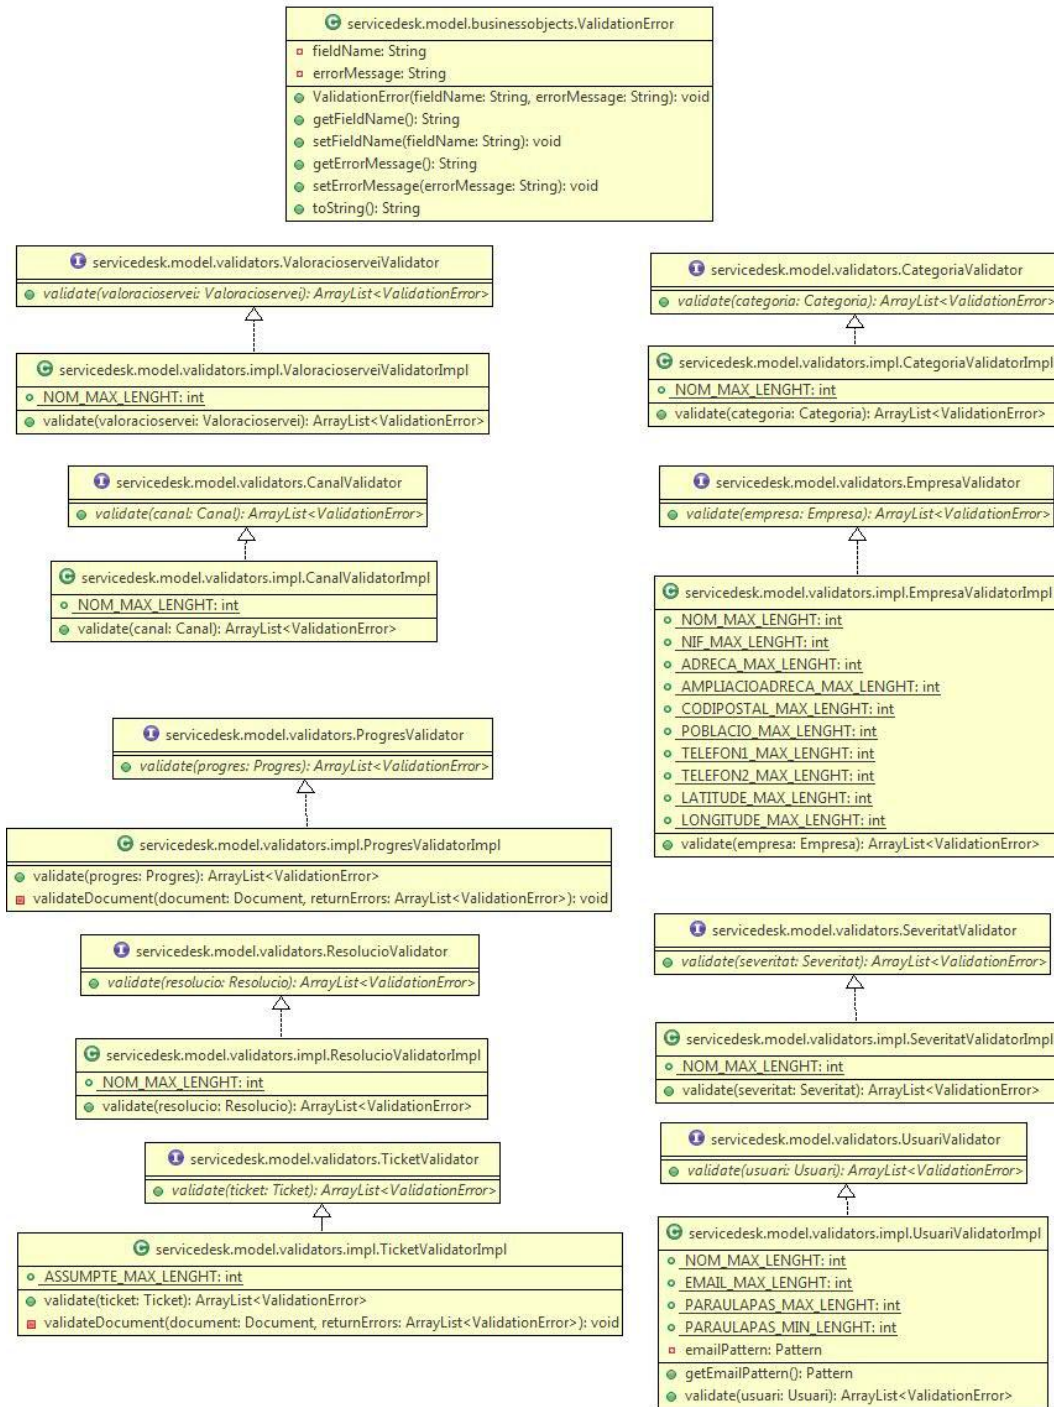 servicedesk.model.businessobjects.ValidationError
fieldName: String
errorMessage: String
ValidationError(fieldName: String, errorMessage: String): void
getFieldName(): String
setFieldName(fieldName: String): void
getErrorMessage(): String
setErrorMessage(errorMessage: String): void
toString(): String
servicedesk.model.validators.ValoracioserveiValidator
validate(valoracioservei: Valoracioservei): ArrayList<ValidationError>
servicedesk.model.validators.impl.ValoracioserveiValidatorImpl
NOM_MAX_LENGHT: int
validate(valoracioservei: Valoracioservei): ArrayList<ValidationError>
servicedesk.model.validators.CategoriaValidator
validate(categoria: Categoria): ArrayList<ValidationError>
servicedesk.model.validators.impl.CategoriaValidatorImpl
NOM_MAX_LENGHT: int
validate(categoria: Categoria): ArrayList<ValidationError>
servicedesk.model.validators.CanalValidator
validate(canal: Canal): ArrayList<ValidationError>
servicedesk.model.validators.impl.CanalValidatorImpl
NOM_MAX_LENGHT: int
validate(canal: Canal): ArrayList<ValidationError>
servicedesk.model.validators.EmpresaValidator
validate(empresa: Empresa): ArrayList<ValidationError>
servicedesk.model.validators.impl.EmpresaValidatorImpl
NOM_MAX_LENGHT: int
NIF_MAX_LENGHT: int
ADRECA_MAX_LENGHT: int
AMPLIACIOADRECA_MAX_LENGHT: int
CODIPOSTAL_MAX_LENGHT: int
POBLACIO_MAX_LENGHT: int
TELEFON1_MAX_LENGHT: int
TELEFON2_MAX_LENGHT: int
LATITUDE_MAX_LENGHT: int
LONGITUDE_MAX_LENGHT: int
validate(empresa: Empresa): ArrayList<ValidationError>
servicedesk.model.validators.ProgresValidator
validate(progres: Progres): ArrayList<ValidationError>
servicedesk.model.validators.impl.ProgresValidatorImpl
validate(progres: Progres): ArrayList<ValidationError>
validateDocument(document: Document, returnErrors: ArrayList<ValidationError>): void
servicedesk.model.validators.ResolucioValidator
validate(resolucio: Resolucio): ArrayList<ValidationError>
servicedesk.model.validators.impl.ResolucioValidatorImpl
NOM_MAX_LENGHT: int
validate(resolucio: Resolucio): ArrayList<ValidationError>
servicedesk.model.validators.SeveritatValidator
validate(severitat: Severitat): ArrayList<ValidationError>
servicedesk.model.validators.impl.SeveritatValidatorImpl
NOM_MAX_LENGHT: int
validate(severitat: Severitat): ArrayList<ValidationError>
servicedesk.model.validators.TicketValidator
validate(ticket: Ticket): ArrayList<ValidationError>
servicedesk.model.validators.impl.TicketValidatorImpl
ASSUMPTE_MAX_LENGHT: int
validate(ticket: Ticket): ArrayList<ValidationError>
validateDocument(document: Document, returnErrors: ArrayList<ValidationError>): void
servicedesk.model.validators.UsuariValidator
validate(usuari: Usuari): ArrayList<ValidationError>
servicedesk.model.validators.impl.UsuariValidatorImpl
NOM_MAX_LENGHT: int
EMAIL_MAX_LENGHT: int
PARAULAPAS_MAX_LENGHT: int
PARAULAPAS_MIN_LENGHT: int
emailPattern: Pattern
getEmailPattern(): Pattern
validate(usuari: Usuari): ArrayList<ValidationError>